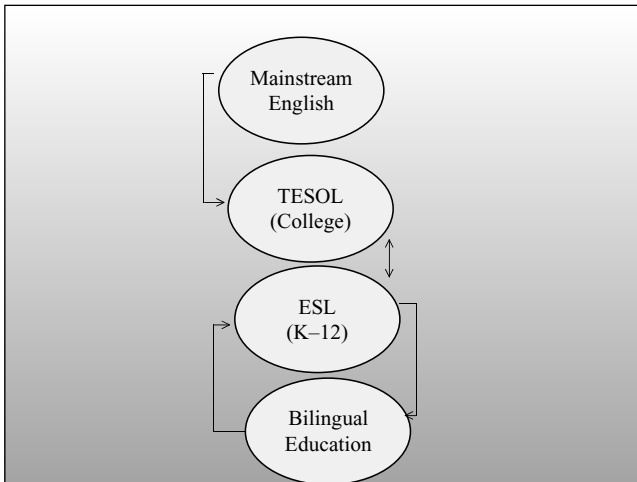 Mainstream
English
TESOL
(College)
ESL
(K–12)
Bilingual
Education